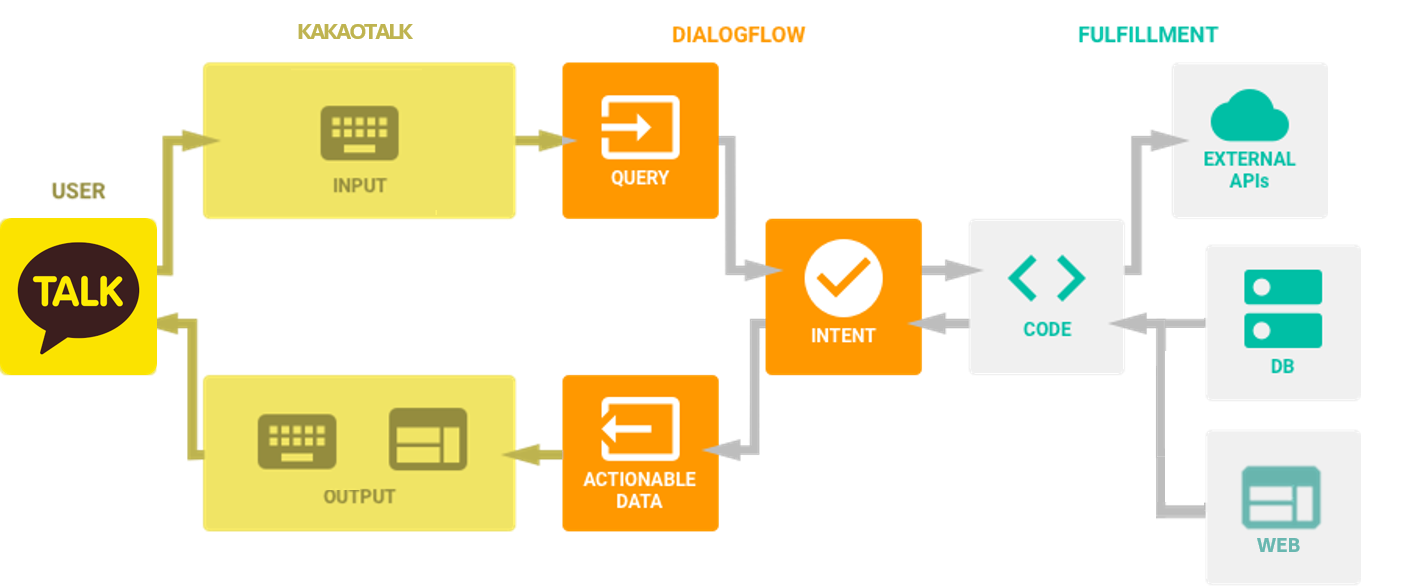 KAKAOTALK
DIALOGFLOW
FULFILLMENT
INPUT
QUERY
EXTERNAL
APIs
USER
TALK
INTENT
CODE
DB
OUTPUT
ACTIONABLE
DATA
WEB